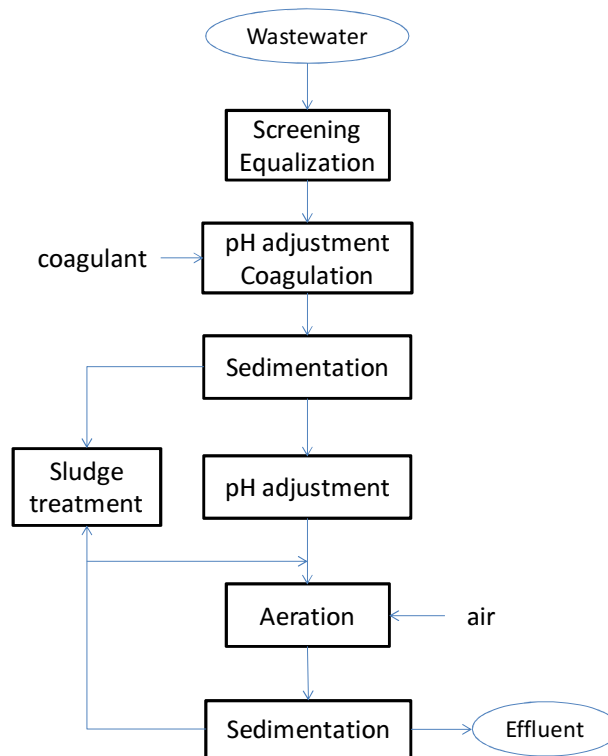 Wastewater
Screening
Equalization
coagulant
pH adjustment
Coagulation
Sedimentation
Sludge
treatment
pH adjustment
Aeration
air
Sedimentation
Effluent